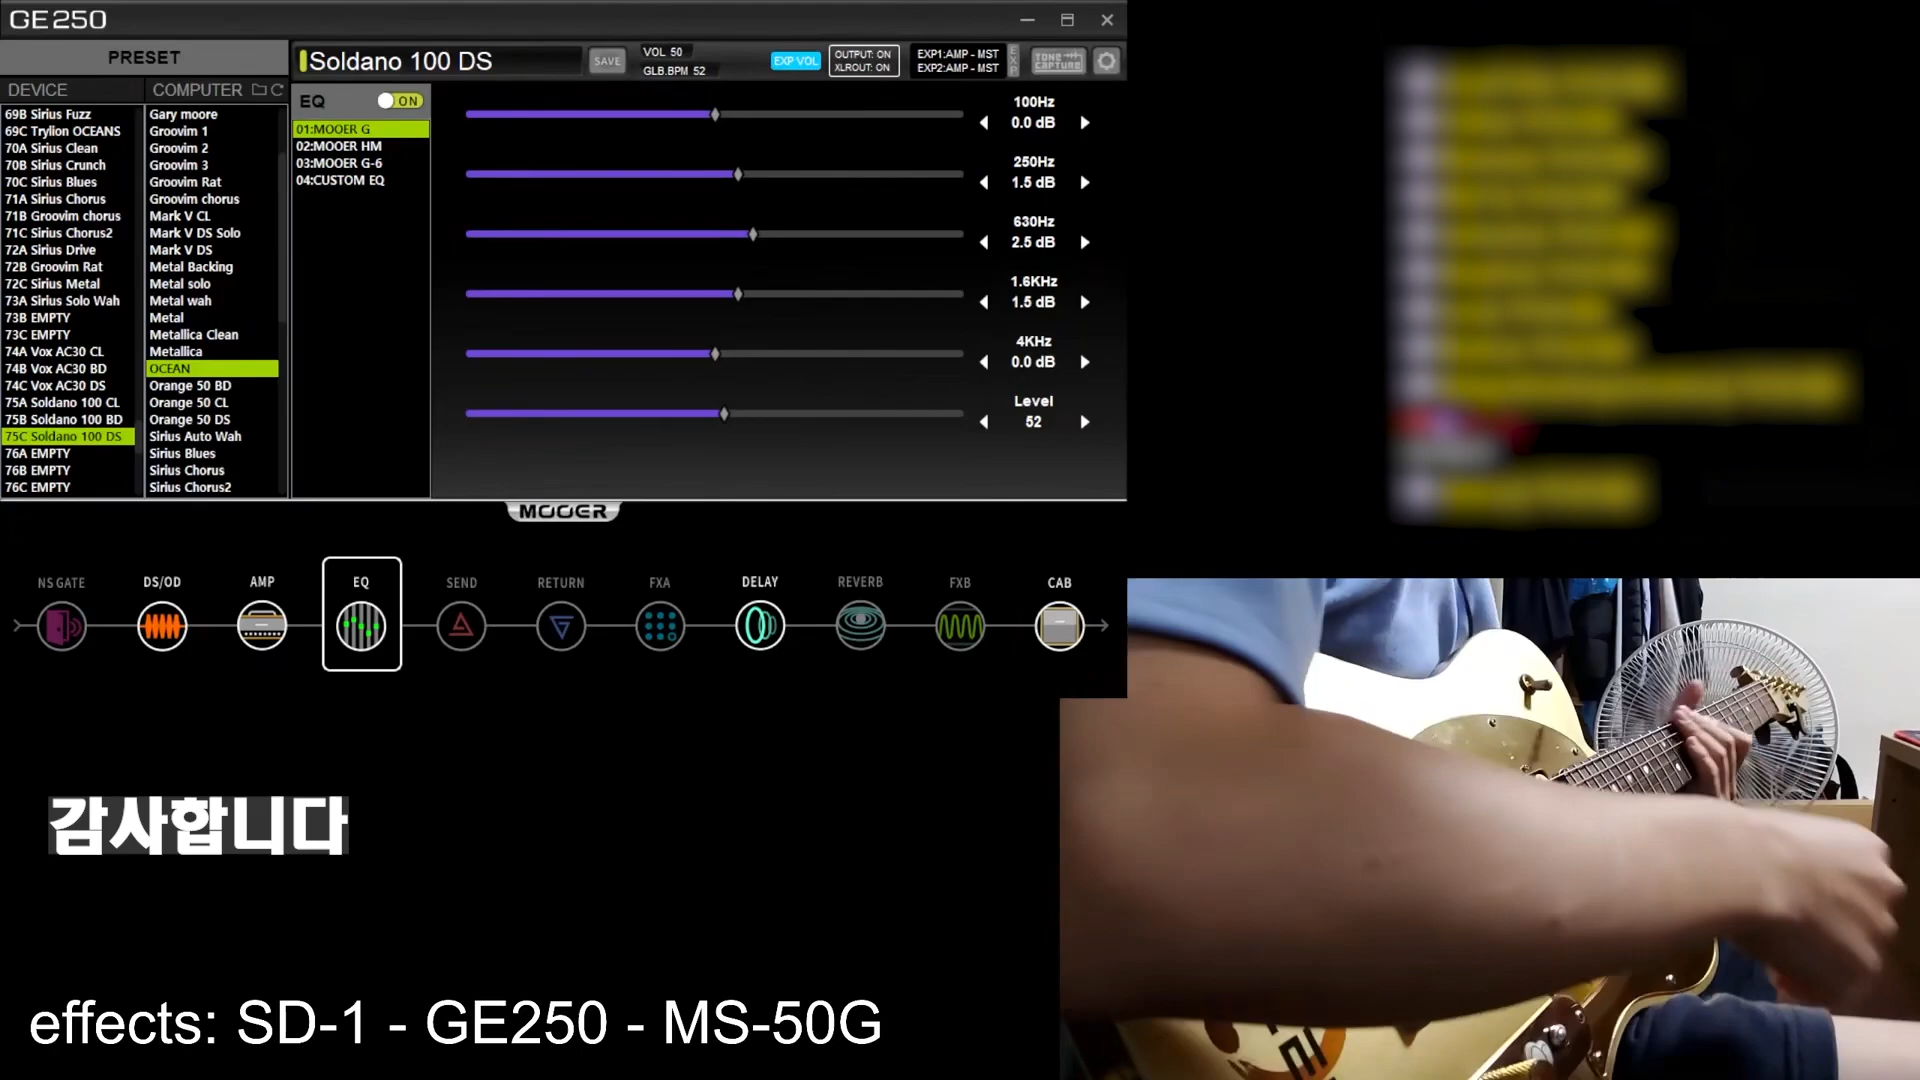 GE250
PRESET
DEVICE
69B Sirius Fuzz
69C Trylion OCEANS
70A Sirius Clean
70B Sirius Crunch
70C Sirius Blues
71A Sirius Chorus
71B Groovim chorus
71C Sirius Chorus2
72A Sirius Drive
72B Groovim Rat
72C Sirius Metal
73A Sirius Solo Wah
73B EMPTY
73C EMPTY
74A Vox AC30 CL
74B Vox AC30 BD
74C Vox AC30 DS
75A Soldano 100 CL
75B Soldano 100 BD
75C Soldano 100 DS
76A EMPTY
76B EMPTY
76C EMPTY
COMPUTER
Gary moore
Groovim 1
Groovim 2
Groovim 3
Groovim Rat
Groovim chorus
Mark V CL
Mark V DS Solo
Mark V DS
Metal Backing
Metal solo
Metal wah
Metal
Metallica Clean
Metallica
OCEAN
Orange 50 BD
Orange 50 CL
Orange 50 DS
Sirius Auto Wah
Sirius Blues
Sirius Chorus
Sirius Chorus2
Soldano 100 DS
SAVE
VOL 50
GLB.BPM 52
EXP VOL
OUTPUT: ON
XLROUT: ON
EXP1:AMP - MST
EXP2:AMP - MST
EXP
TONE
CAPTURE
EQ ON
01:MOOER G
02:MOOER HM
03:MOOER G-6
04:CUSTOM EQ
100Hz
0.0 dB
250Hz
1.5 dB
630Hz
2.5 dB
1.6KHz
1.5 dB
4KHz
0.0 dB
Level
52
MOOER
NS GATE DS/OD AMP EQ SEND RETURN FXA DELAY REVERB FXB CAB
감사합니다
effects: SD-1 - GE250 - MS-50G